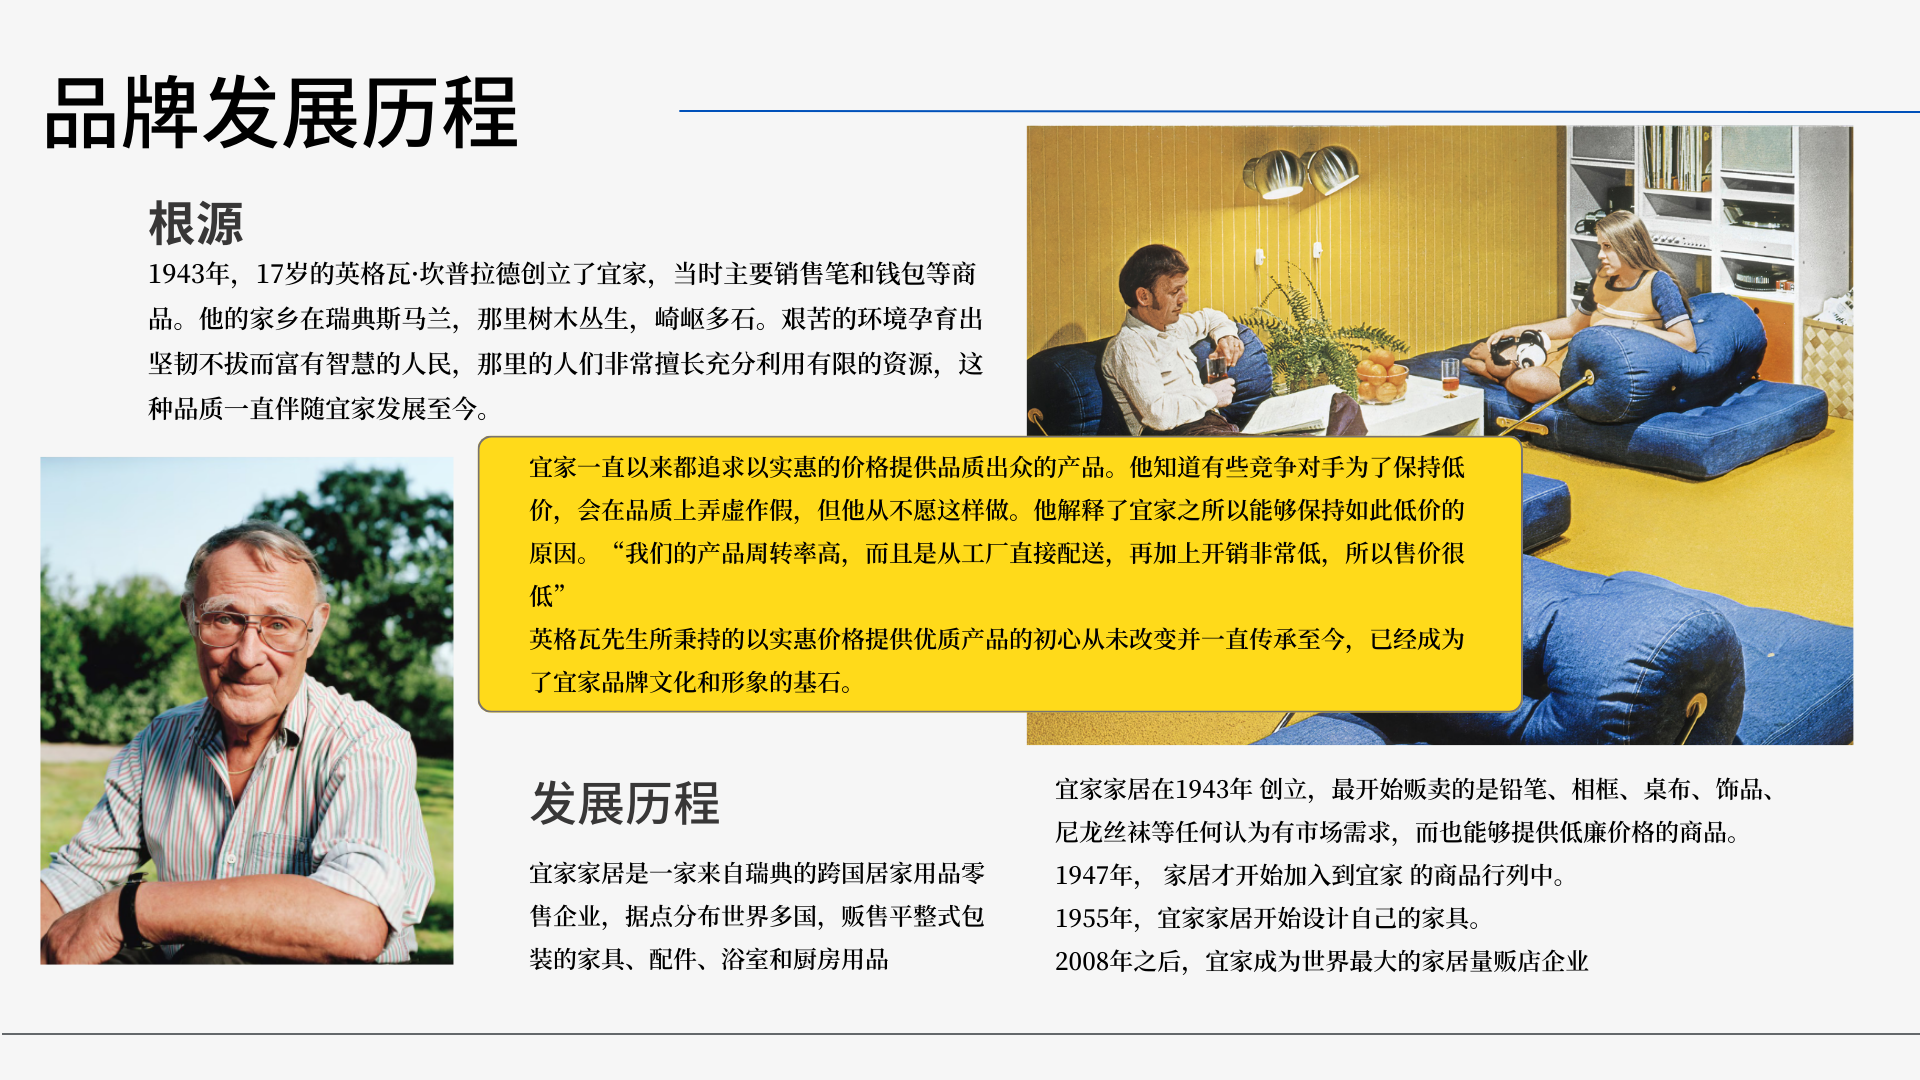 品牌发展历程
根源
1943年，17岁的英格瓦·坎普拉德创立了宜家，当时主要销售笔和钱包等商
品。他的家乡在瑞典斯马兰，那里树木丛生，崎岖多石。艰苦的环境孕育出
坚韧不拔而富有智慧的人民，那里的人们非常擅长充分利用有限的资源，这
种品质一直伴随宜家发展至今。
宜家一直以来都追求以实惠的价格提供品质出众的产品。他知道有些竞争对手为了保持低
价，会在品质上弄虚作假，但他从不愿这样做。他解释了宜家之所以能够保持如此低价的
原因。“我们的产品周转率高，而且是从工厂直接配送，再加上开销非常低，所以售价很
低”
英格瓦先生所秉持的以实惠价格提供优质产品的初心从未改变并一直传承至今，已经成为
了宜家品牌文化和形象的基石。
发展历程
宜家家居是一家来自瑞典的跨国居家用品零
售企业，据点分布世界多国，贩售平整式包
装的家具、配件、浴室和厨房用品
宜家家居在1943年 创立，最开始贩卖的是铅笔、相框、桌布、饰品、
尼龙丝袜等任何认为有市场需求，而也能够提供低廉价格的商品。
1947年， 家居才开始加入到宜家 的商品行列中。
1955年，宜家家居开始设计自己的家具。
2008年之后，宜家成为世界最大的家居量贩店企业